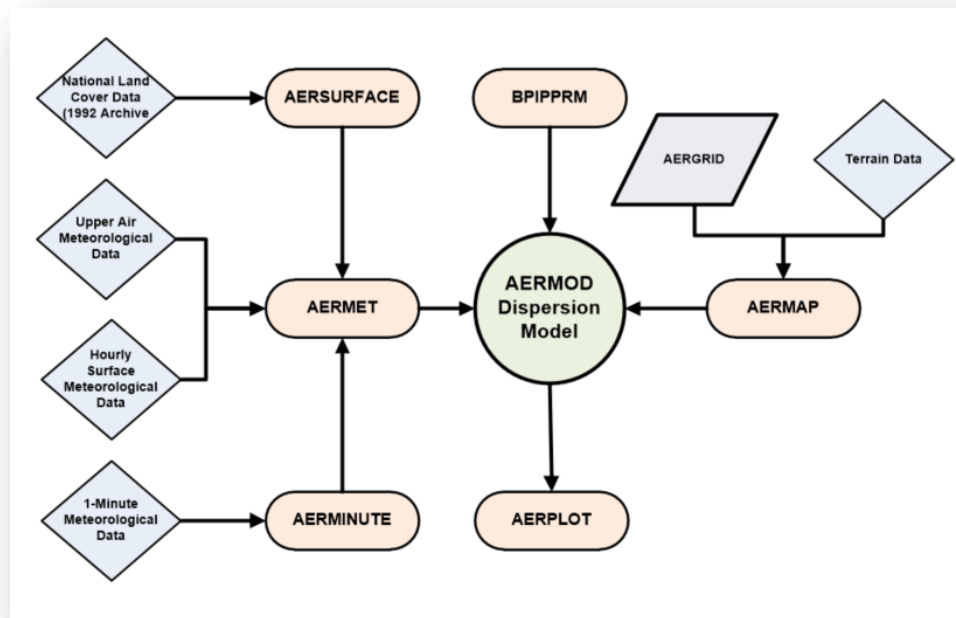 National Land
Cover Data
(1992 Archive
AERSURFACE
BPIPPRM
AERGRID
Terrain Data
Upper Air
Meteorological
Data
AERMET
AERMOD
Dispersion
Model
AERMAP
Hourly
Surface
Meteorological
Data
1-Minute
Meteorological
Data
AERMINUTE
AERPLOT